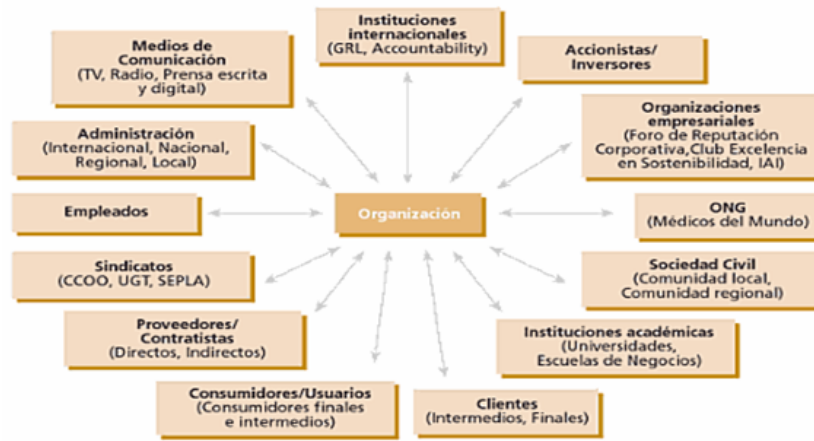 Instituciones
internacionales
(GRL, Accountability)
Medios de
Comunicación
(TV, Radio, Prensa escrita
y digital)
Accionistas/
Inversores
Organizaciones
empresariales
(Foro de Reputación
Corporativa,Club Excelencia
en Sostenibilidad, IAI)
Administración
(Internacional, Nacional,
Regional, Local)
Empleados
Organización
ONG
(Médicos del Mundo)
Sindicatos
(CCOO, UGT, SEPLA)
Sociedad Civil
(Comunidad local,
Comunidad regional)
Proveedores/
Contratistas
(Directos, Indirectos)
Instituciones académicas
(Universidades,
Escuelas de Negocios)
Consumidores/Usuarios
(Consumidores finales
e intermedios)
Clientes
(Intermedios, Finales)